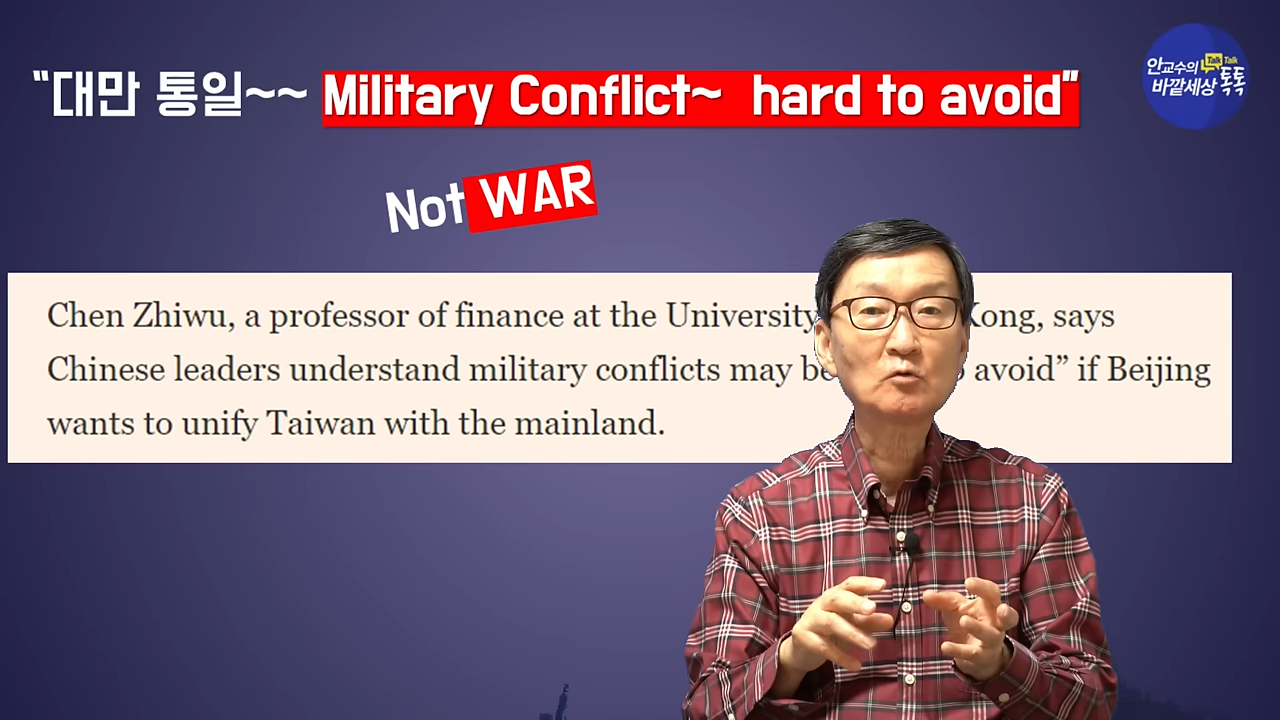 "대만 통일~~ Military Conflict~ hard to avoid"
안교수의 Talk Talk
바깥세상 톡톡
Not WAR
Chen Zhiwu, a professor of finance at the University Kong, says
Chinese leaders understand military conflicts may be avoid" if Beijing
wants to unify Taiwan with the mainland.